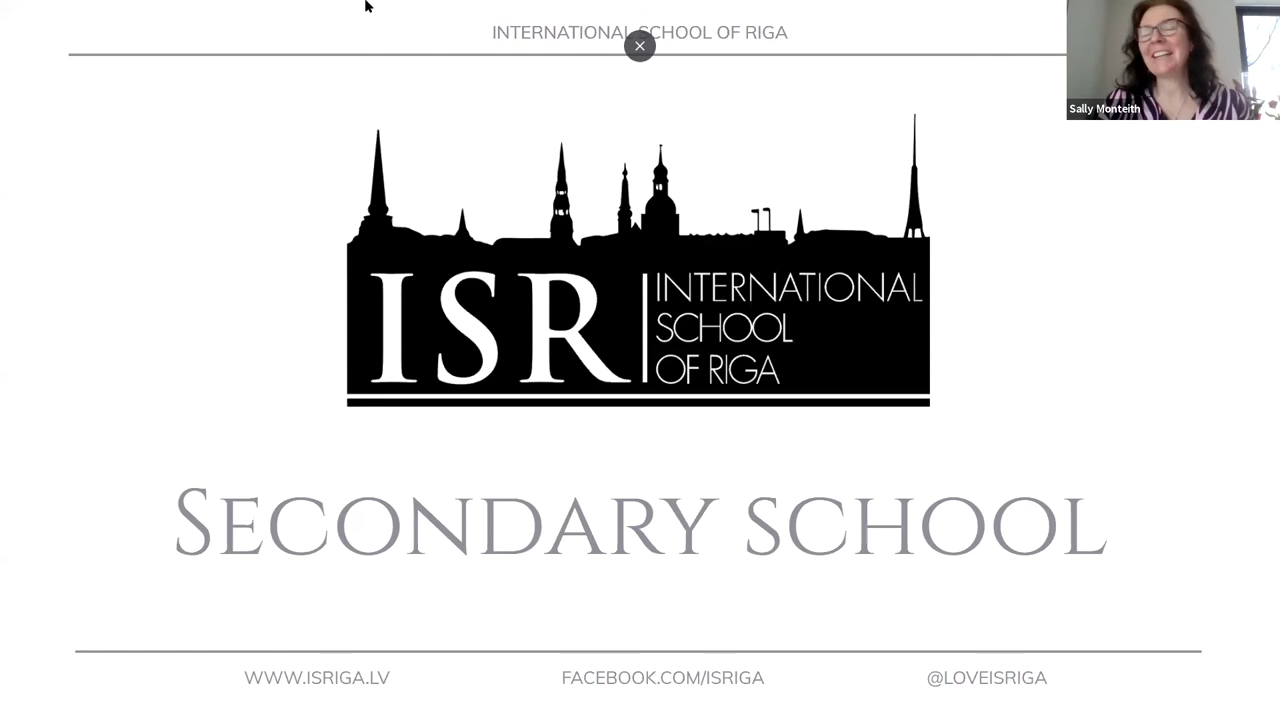 INTERNATIONAL SCHOOL OF RIGA
Sally Monteith
ISR
INTERNATIONAL
SCHOOL
OF RIGA
SECONDARY SCHOOL
WWW.ISRIGA.LV
FACEBOOK.COM/ISRIGA
@LOVEISRIGA